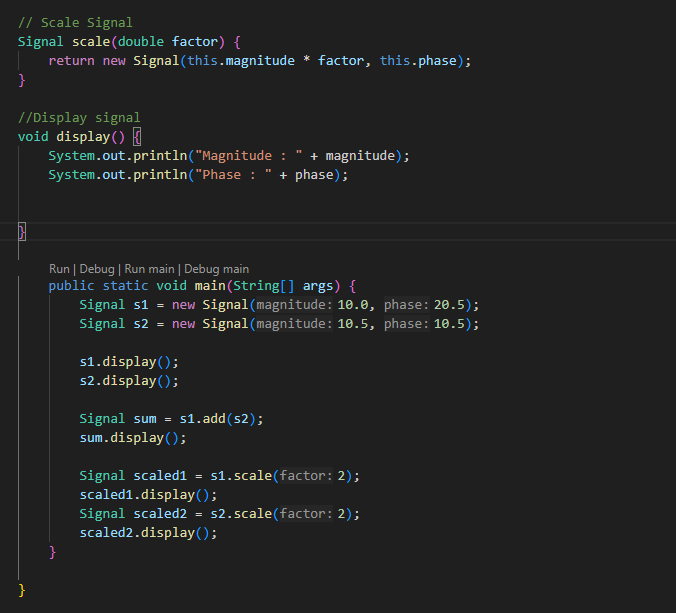 // Scale Signal
Signal scale(double factor) {
    return new Signal(this.magnitude * factor, this.phase);
}

//Display signal
void display() {
    System.out.println("Magnitude : " + magnitude);
    System.out.println("Phase : " + phase);


}

    Run | Debug | Run main | Debug main
    public static void main(String[] args) {
        Signal s1 = new Signal(magnitude: 10.0, phase: 20.5);
        Signal s2 = new Signal(magnitude: 10.5, phase: 10.5);

        s1.display();
        s2.display();

        Signal sum = s1.add(s2);
        sum.display();

        Signal scaled1 = s1.scale(factor: 2);
        scaled1.display();
        Signal scaled2 = s2.scale(factor: 2);
        scaled2.display();
    }

}